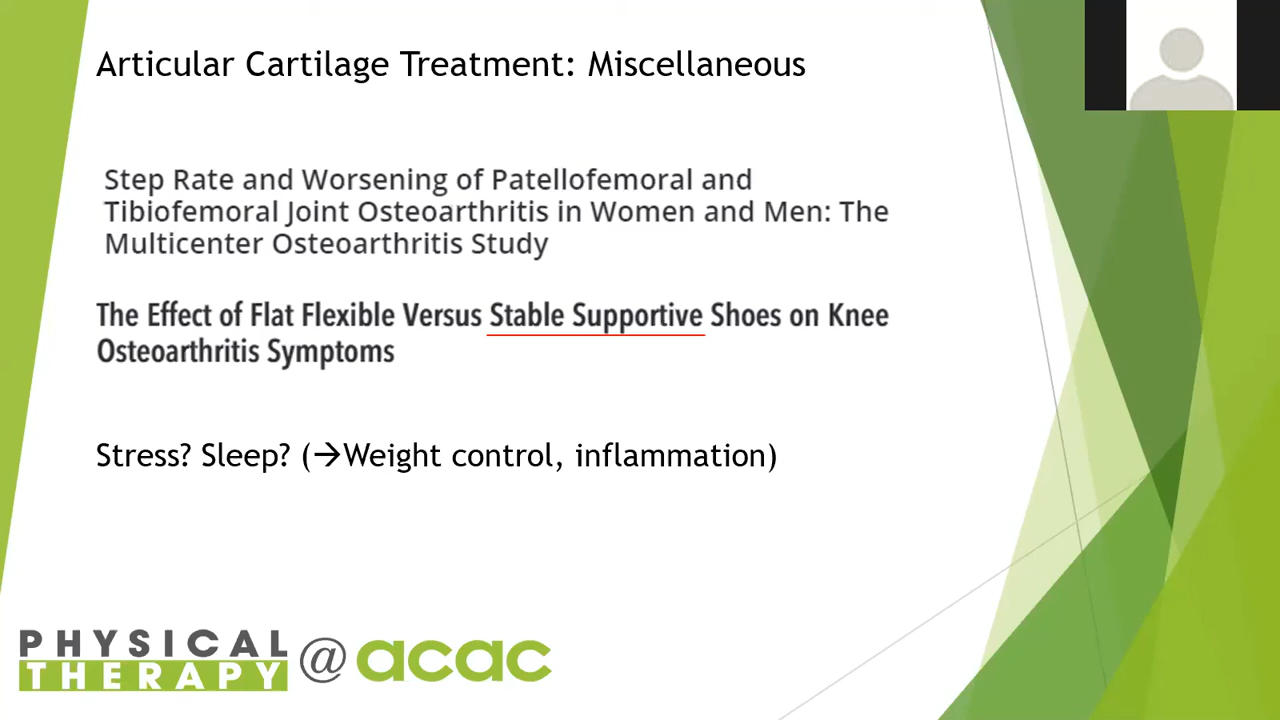 Articular Cartilage Treatment: Miscellaneous
Step Rate and Worsening of Patellofemoral and
Tibiofemoral Joint Osteoarthritis in Women and Men: The
Multicenter Osteoarthritis Study
The Effect of Flat Flexible Versus Stable Supportive Shoes on Knee
Osteoarthritis Symptoms
Stress? Sleep? (→Weight control, inflammation)
PHYSICAL
THERAPY @ acac